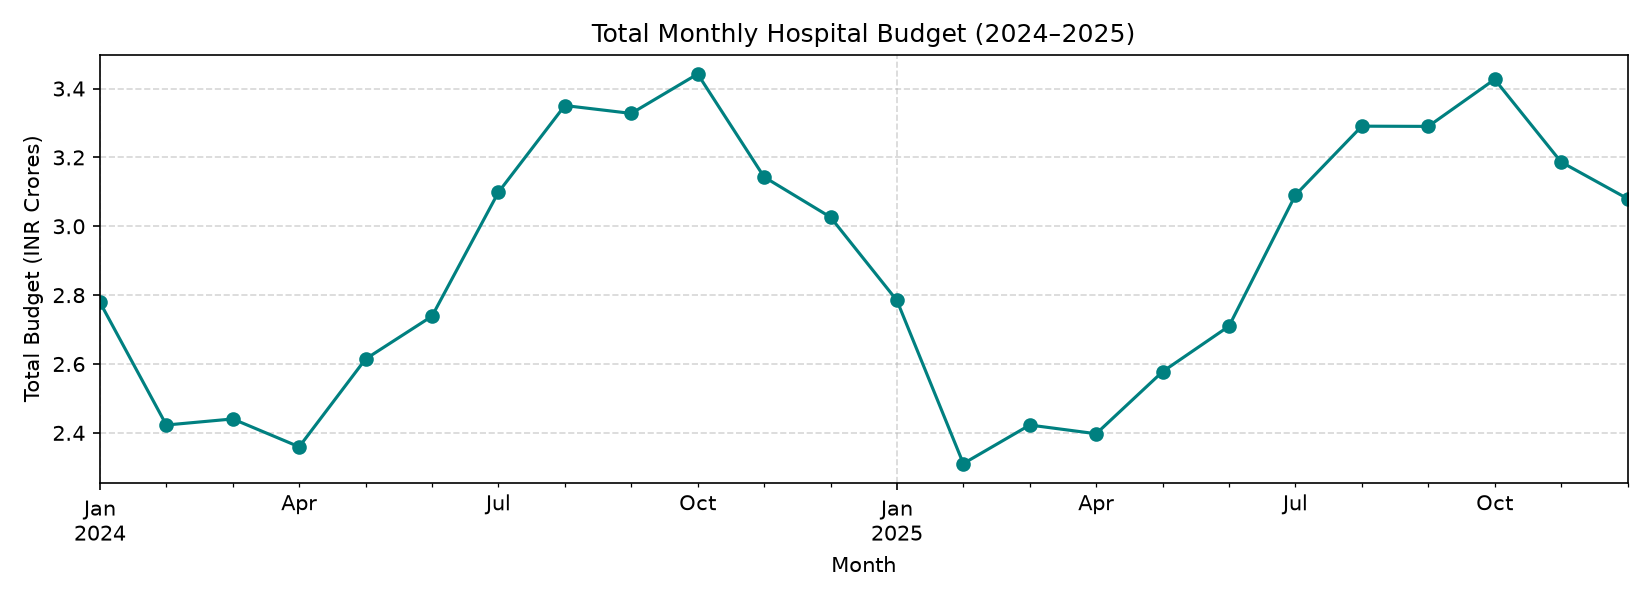 Total Monthly Hospital Budget (2024–2025)
Total Budget (INR Crores)
3.4
3.2
3.0
2.8
2.6
2.4
Jan
2024
Apr
Jul
Oct
Jan
2025
Apr
Jul
Oct
Month